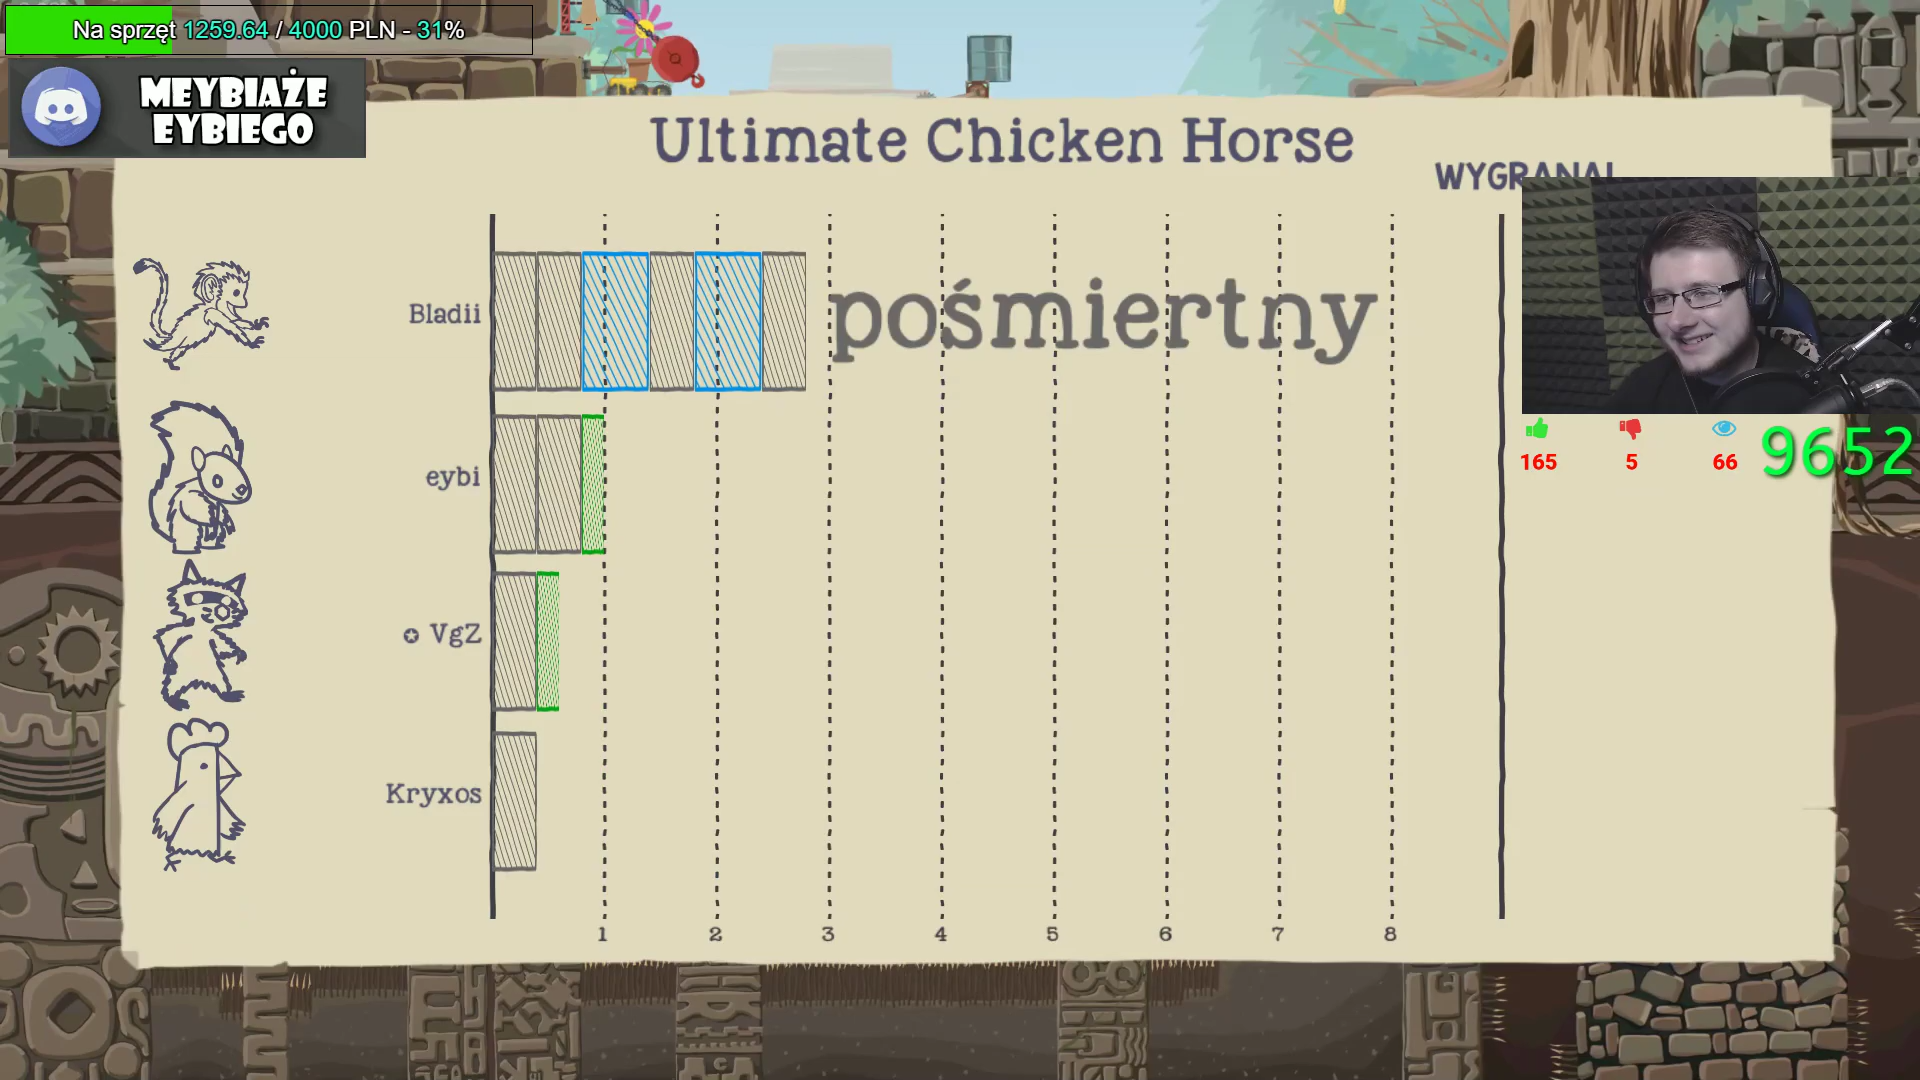 Na sprzęt 1259.64 / 4000 PLN - 31%
MEYBIAŻE
EYBIEGO
Ultimate Chicken Horse
Bladii
pośmiertny
eybi
165
5
66
9652
VgZ
Kryxos
1
2
3
4
5
6
7
8